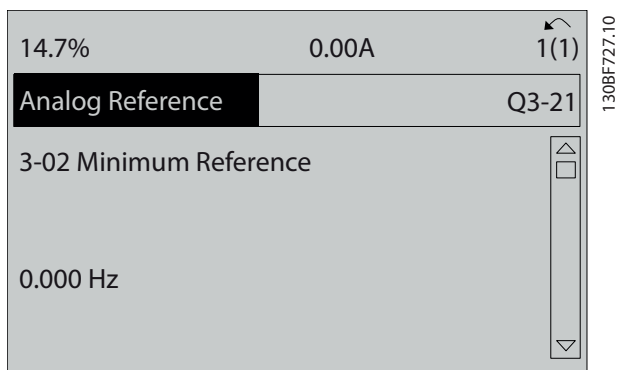 14.7% 0.00A 1(1)
Analog Reference Q3-21
3-02 Minimum Reference
0.000 Hz
130BF727.10